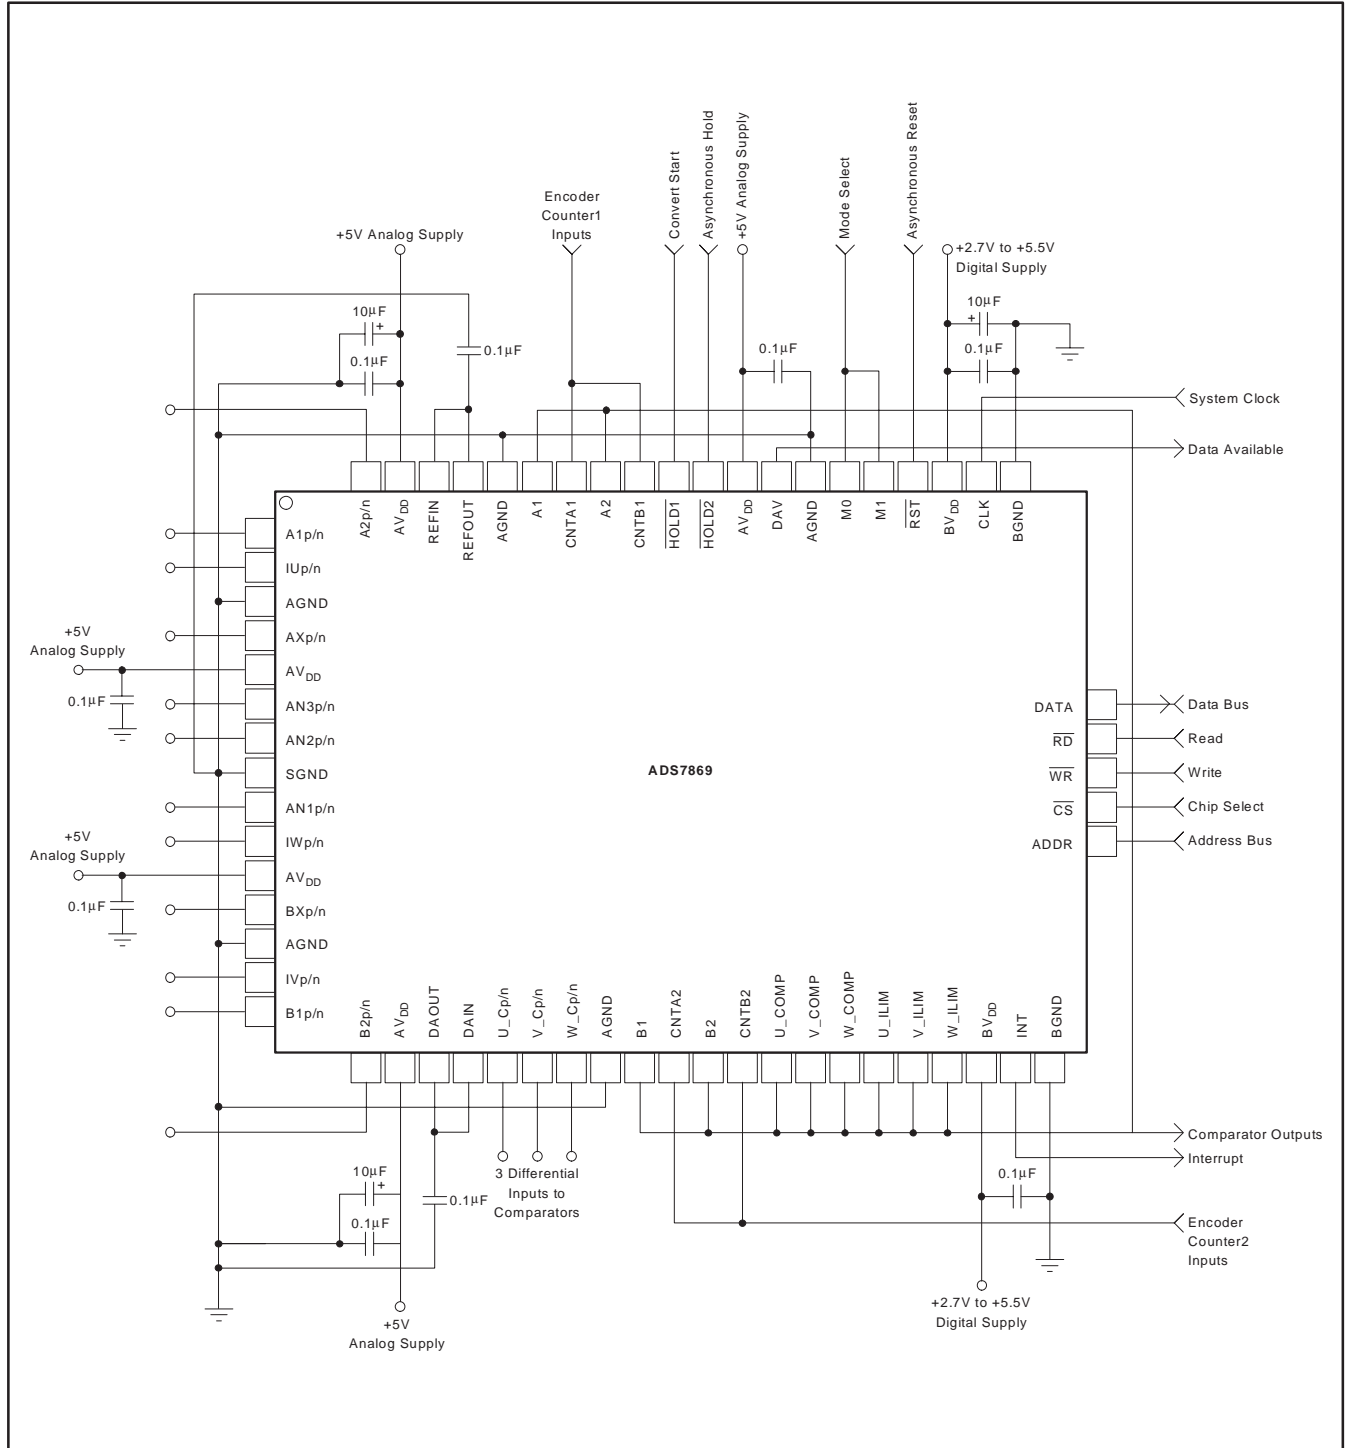 Convert Start
Asynchronous Hold
+5V Analog Supply
Mode Select
Asynchronous Reset
Encoder
Counter1
Inputs
+5V Analog Supply
+2.7V to +5.5V
Digital Supply
10µF
+
0.1µF
0.1µF
0.1µF
10µF
+
0.1µF
System Clock
Data Available
A2p/n
AVDD
REFIN
REFOUT
AGND
A1
CNTA1
A2
CNTB1
HOLD1
HOLD2
AVDD
DAV
AGND
M0
M1
RST
BVDD
CLK
BGND
A1p/n
IUp/n
AGND
AXp/n
+5V
Analog Supply
AVDD
0.1µF
AN3p/n
AN2p/n
SGND
AN1p/n
IWp/n
+5V
Analog Supply
AVDD
0.1µF
BXp/n
AGND
IVp/n
B1p/n
ADS7869
DATA
RD
WR
CS
ADDR
Data Bus
Read
Write
Chip Select
Address Bus
B2p/n
AVDD
DAOUT
DAIN
U_Cp/n
V_Cp/n
W_Cp/n
AGND
B1
CNTA2
B2
CNTB2
U_COMP
V_COMP
W_COMP
U_ILIM
V_ILIM
W_ILIM
BVDD
INT
BGND
Comparator Outputs
Interrupt
10µF
+
0.1µF
0.1µF
3 Differential
Inputs to
Comparators
0.1µF
Encoder
Counter2
Inputs
+2.7V to +5.5V
Digital Supply
+5V
Analog Supply